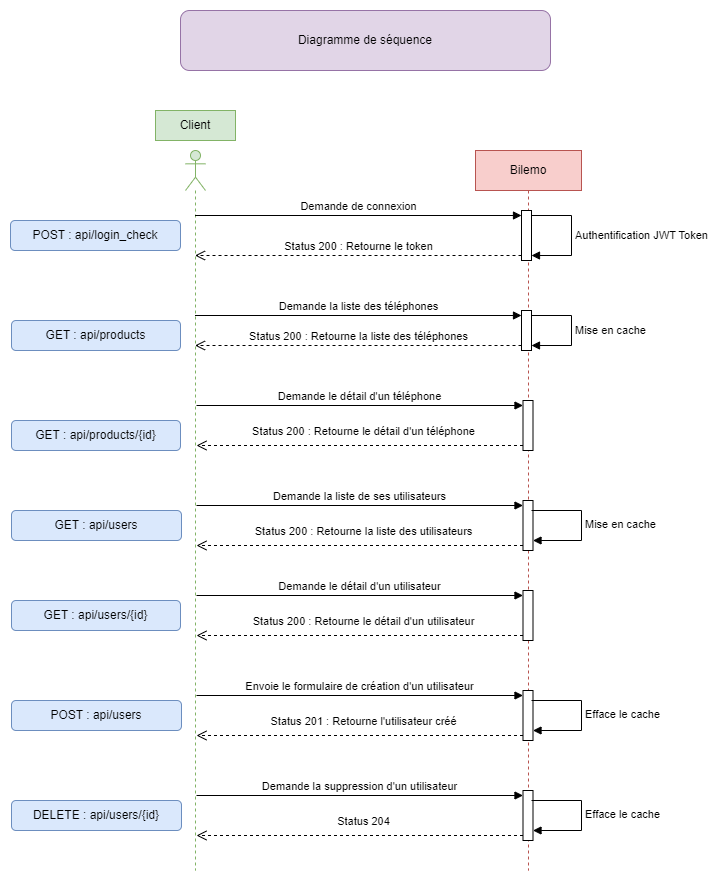 Diagramme de séquence
Client
Bilemo
Demande de connexion
POST : api/login_check
Authentification JWT Token
Status 200 : Retourne le token
Demande la liste des téléphones
GET : api/products
Mise en cache
Status 200 : Retourne la liste des téléphones
Demande le détail d'un téléphone
GET : api/products/{id}
Status 200 : Retourne le détail d'un téléphone
Demande la liste de ses utilisateurs
GET : api/users
Mise en cache
Status 200 : Retourne la liste des utilisateurs
Demande le détail d'un utilisateur
GET : api/users/{id}
Status 200 : Retourne le détail d'un utilisateur
Envoie le formulaire de création d'un utilisateur
POST : api/users
Efface le cache
Status 201 : Retourne l'utilisateur créé
Demande la suppression d'un utilisateur
DELETE : api/users/{id}
Efface le cache
Status 204